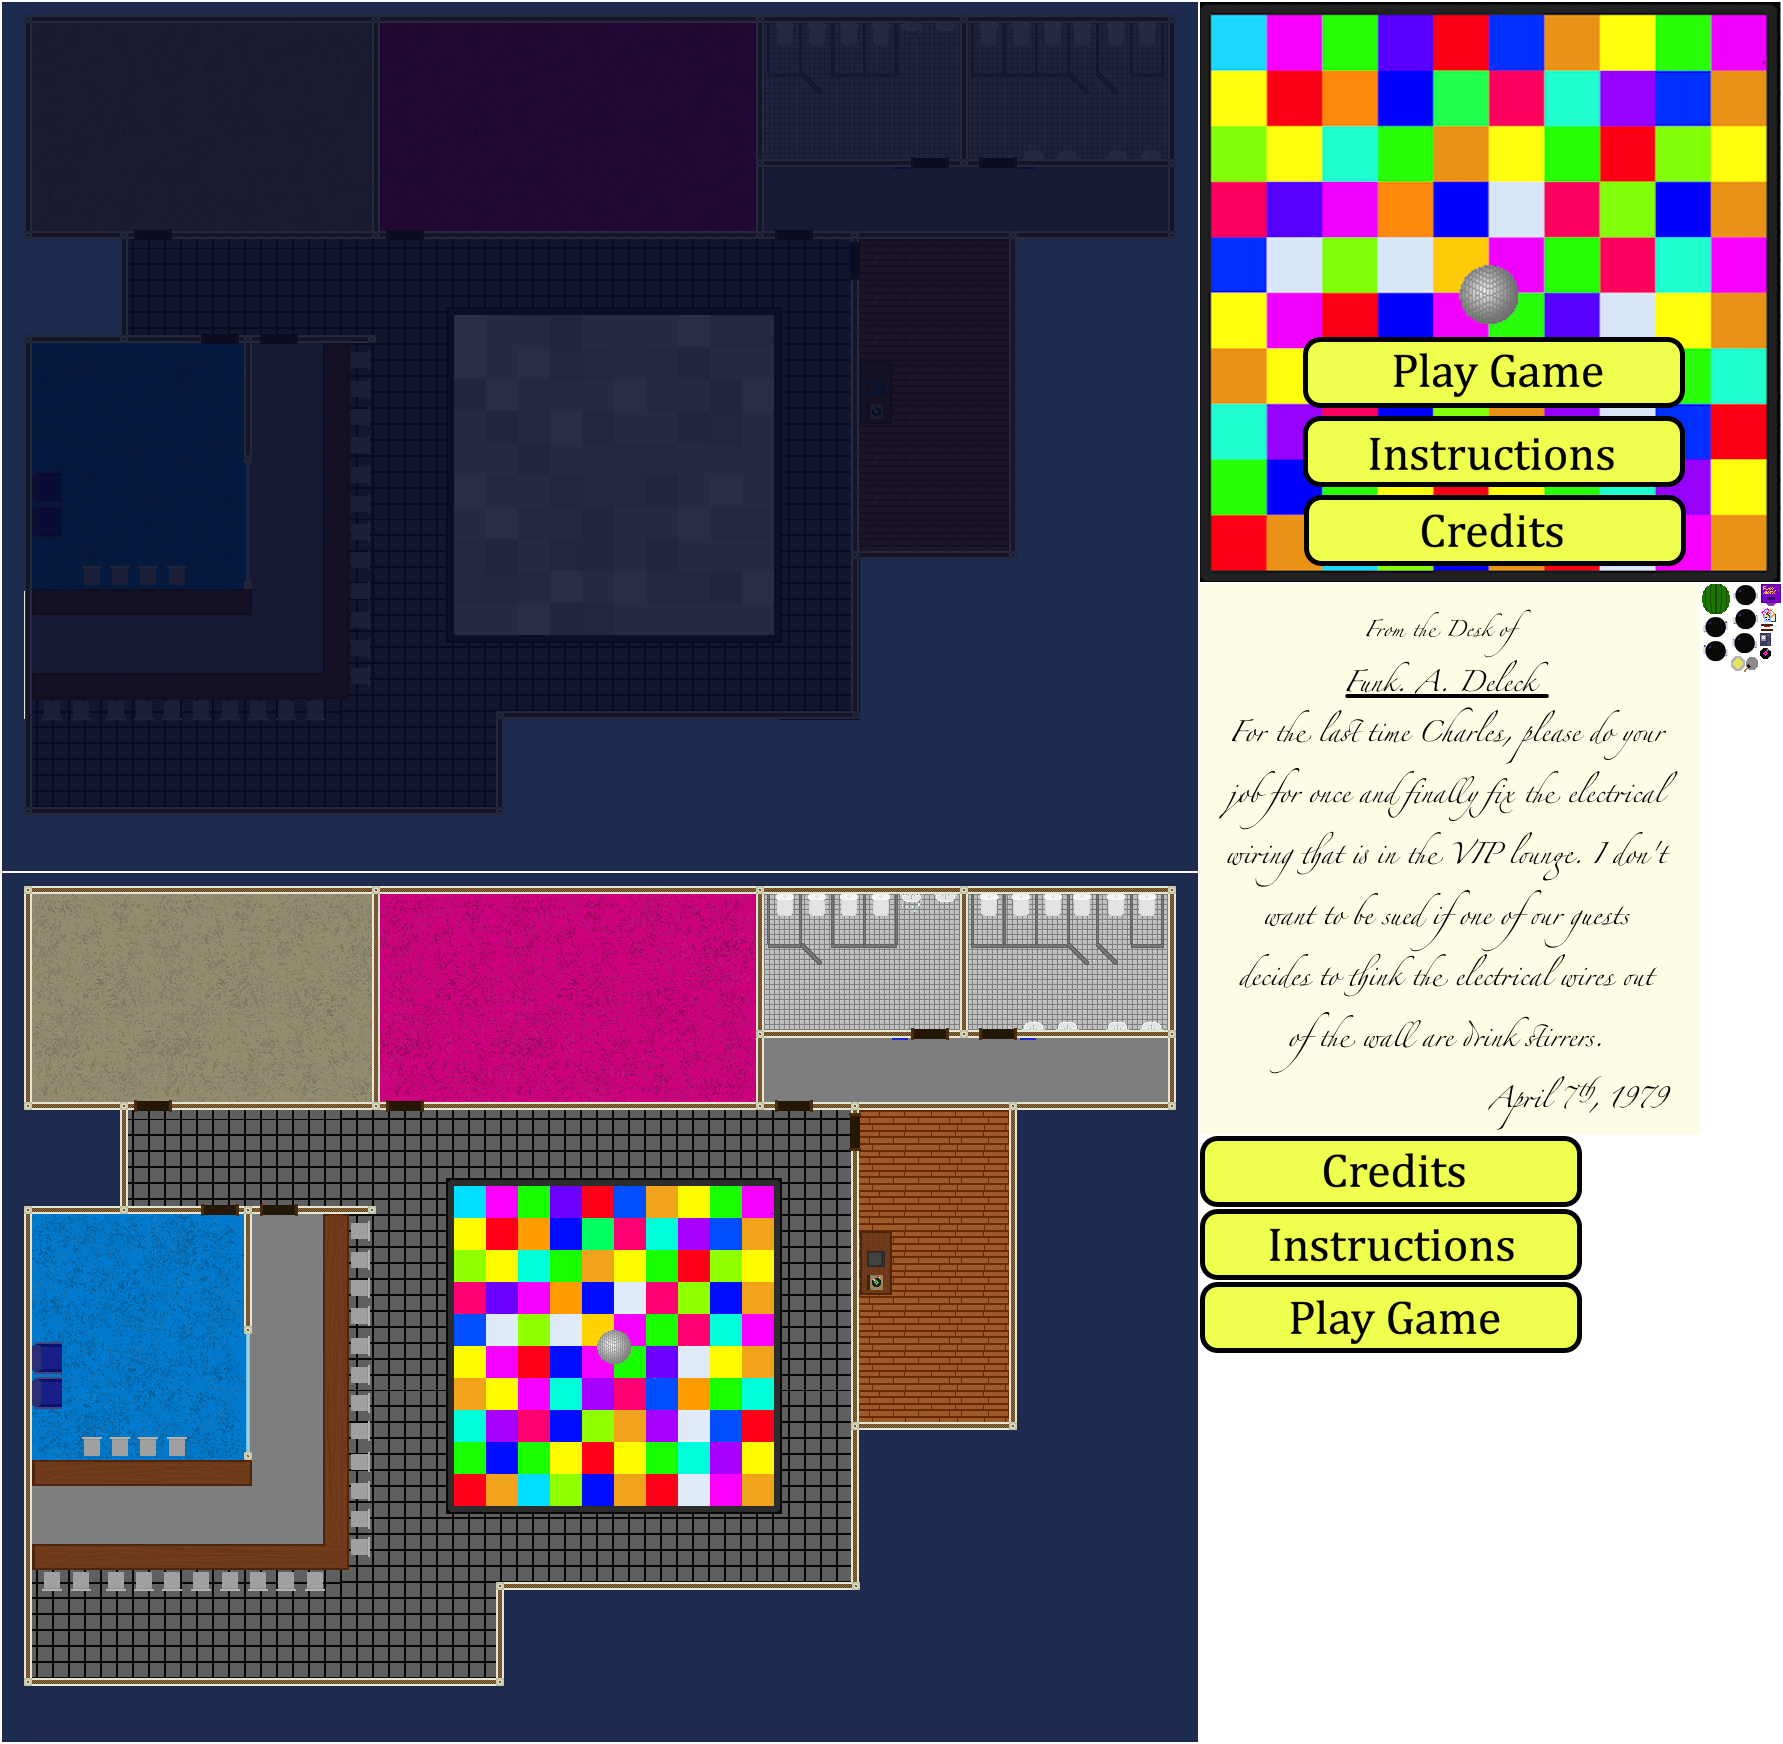 Play Game
Instructions
Credits
From the Desk of
Funk. A. Deleck
For the last time Charles, please do your
job for once and finally fix the electrical
wiring that is in the VIP lounge. I don't
want to be sued if one of our guests
decides to think the electrical wires out
of the wall are drink stirrers.
April 7th, 1979
Credits
Instructions
Play Game